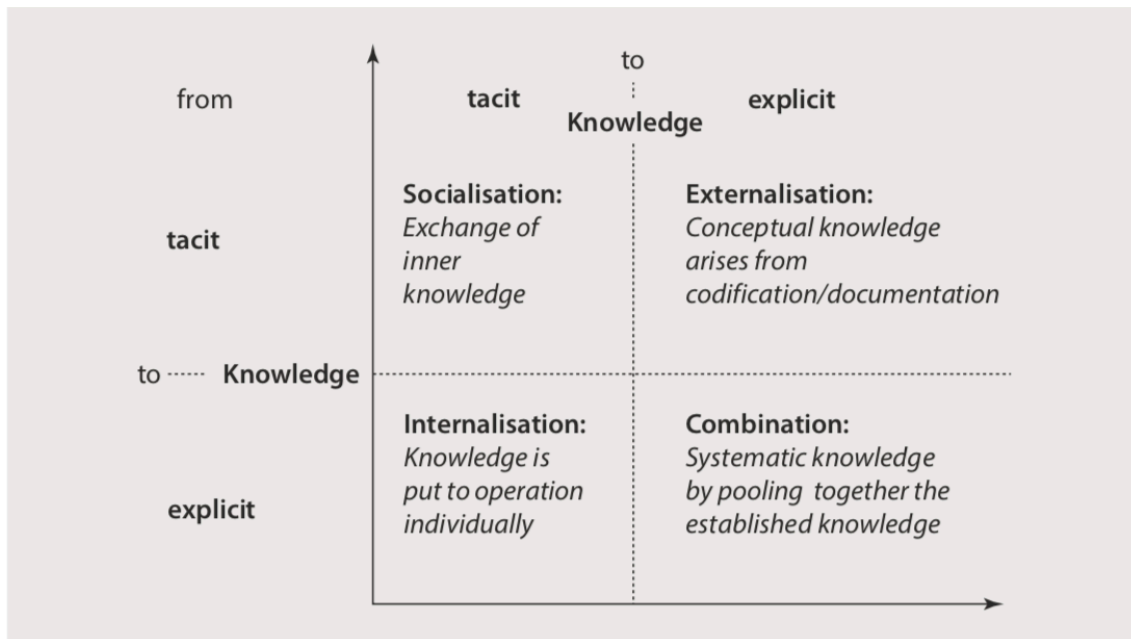 to
from
tacit
explicit
Knowledge
Socialisation:
Exchange of
inner
knowledge
Externalisation:
Conceptual knowledge
arises from
codification/documentation
tacit
to
Knowledge
Internalisation:
Knowledge is
put to operation
individually
Combination:
Systematic knowledge
by pooling together the
established knowledge
explicit